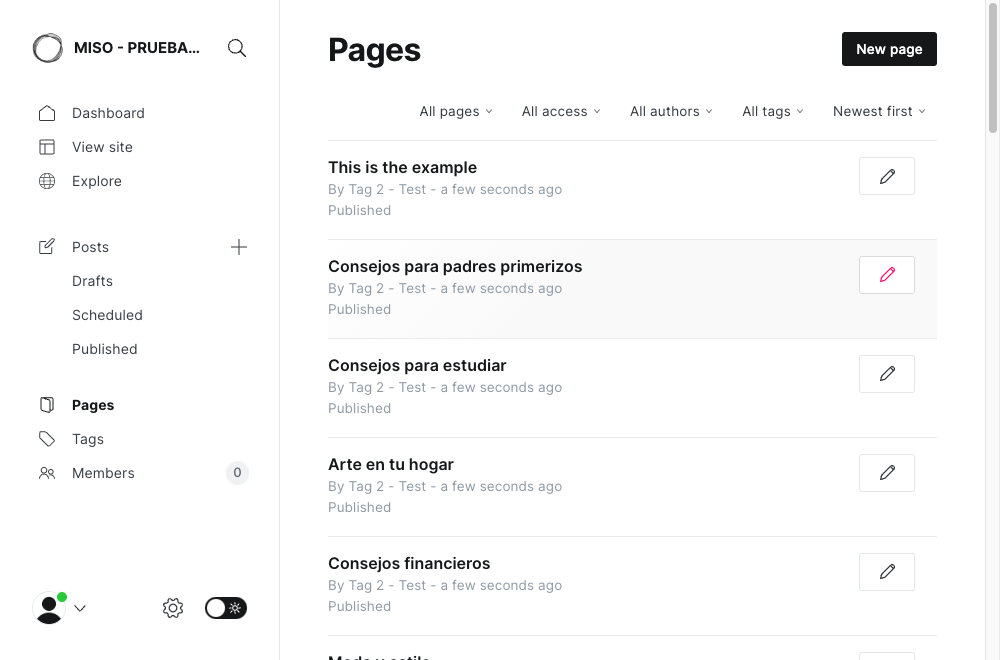 MISO - PRUEBA...
Dashboard
View site
Explore
Posts
Drafts
Scheduled
Published
Pages
Tags
Members
0
Pages
New page
All pages
All access
All authors
All tags
Newest first
This is the example
By Tag 2 - Test - a few seconds ago
Published
Consejos para padres primerizos
By Tag 2 - Test - a few seconds ago
Published
Consejos para estudiar
By Tag 2 - Test - a few seconds ago
Published
Arte en tu hogar
By Tag 2 - Test - a few seconds ago
Published
Consejos financieros
By Tag 2 - Test - a few seconds ago
Published
Moda y estilo